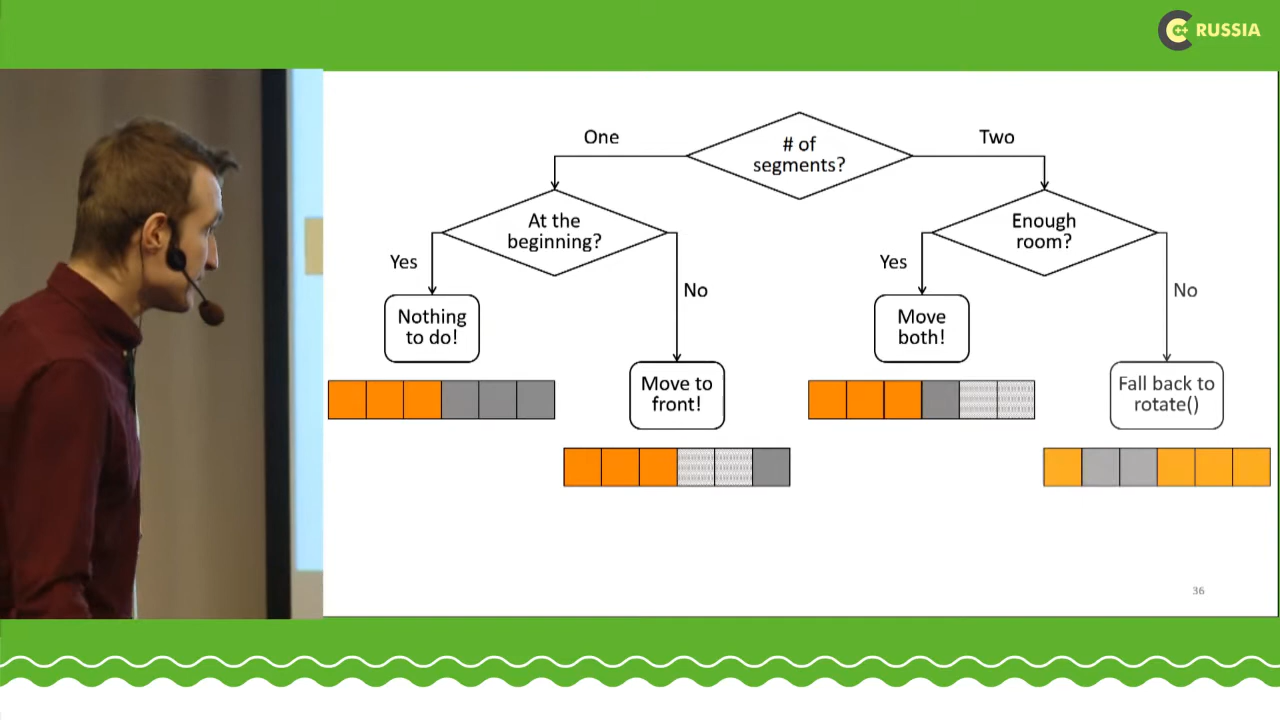 C++ RUSSIA
# of
segments?
One
Two
At the
beginning?
Enough
room?
Yes
No
Yes
No
Nothing
to do!
Move to
front!
Move
both!
Fall back to
rotate()
36